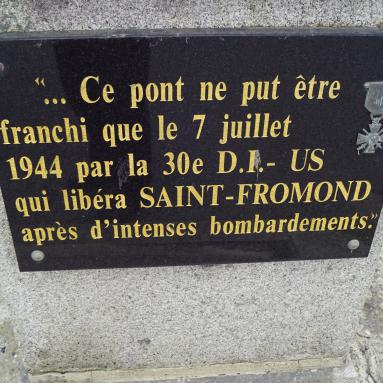 “... Ce pont ne put être
franchi que le 7 juillet
1944 par la 30e D.I.- US
qui libéra SAINT-FROMOND
après d'intenses bombardements.”